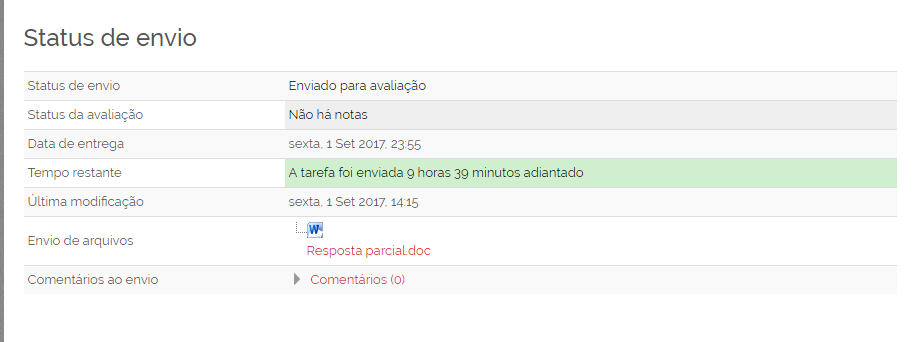 Status de envio
Status de envio Enviado para avaliação
Status da avaliação Não há notas
Data de entrega sexta, 1 Set 2017, 23:55
Tempo restante A tarefa foi enviada 9 horas 39 minutos adiantado
Última modificação sexta, 1 Set 2017, 14:15
Envio de arquivos
W
Resposta parcial.doc
Comentários ao envio Comentários (0)